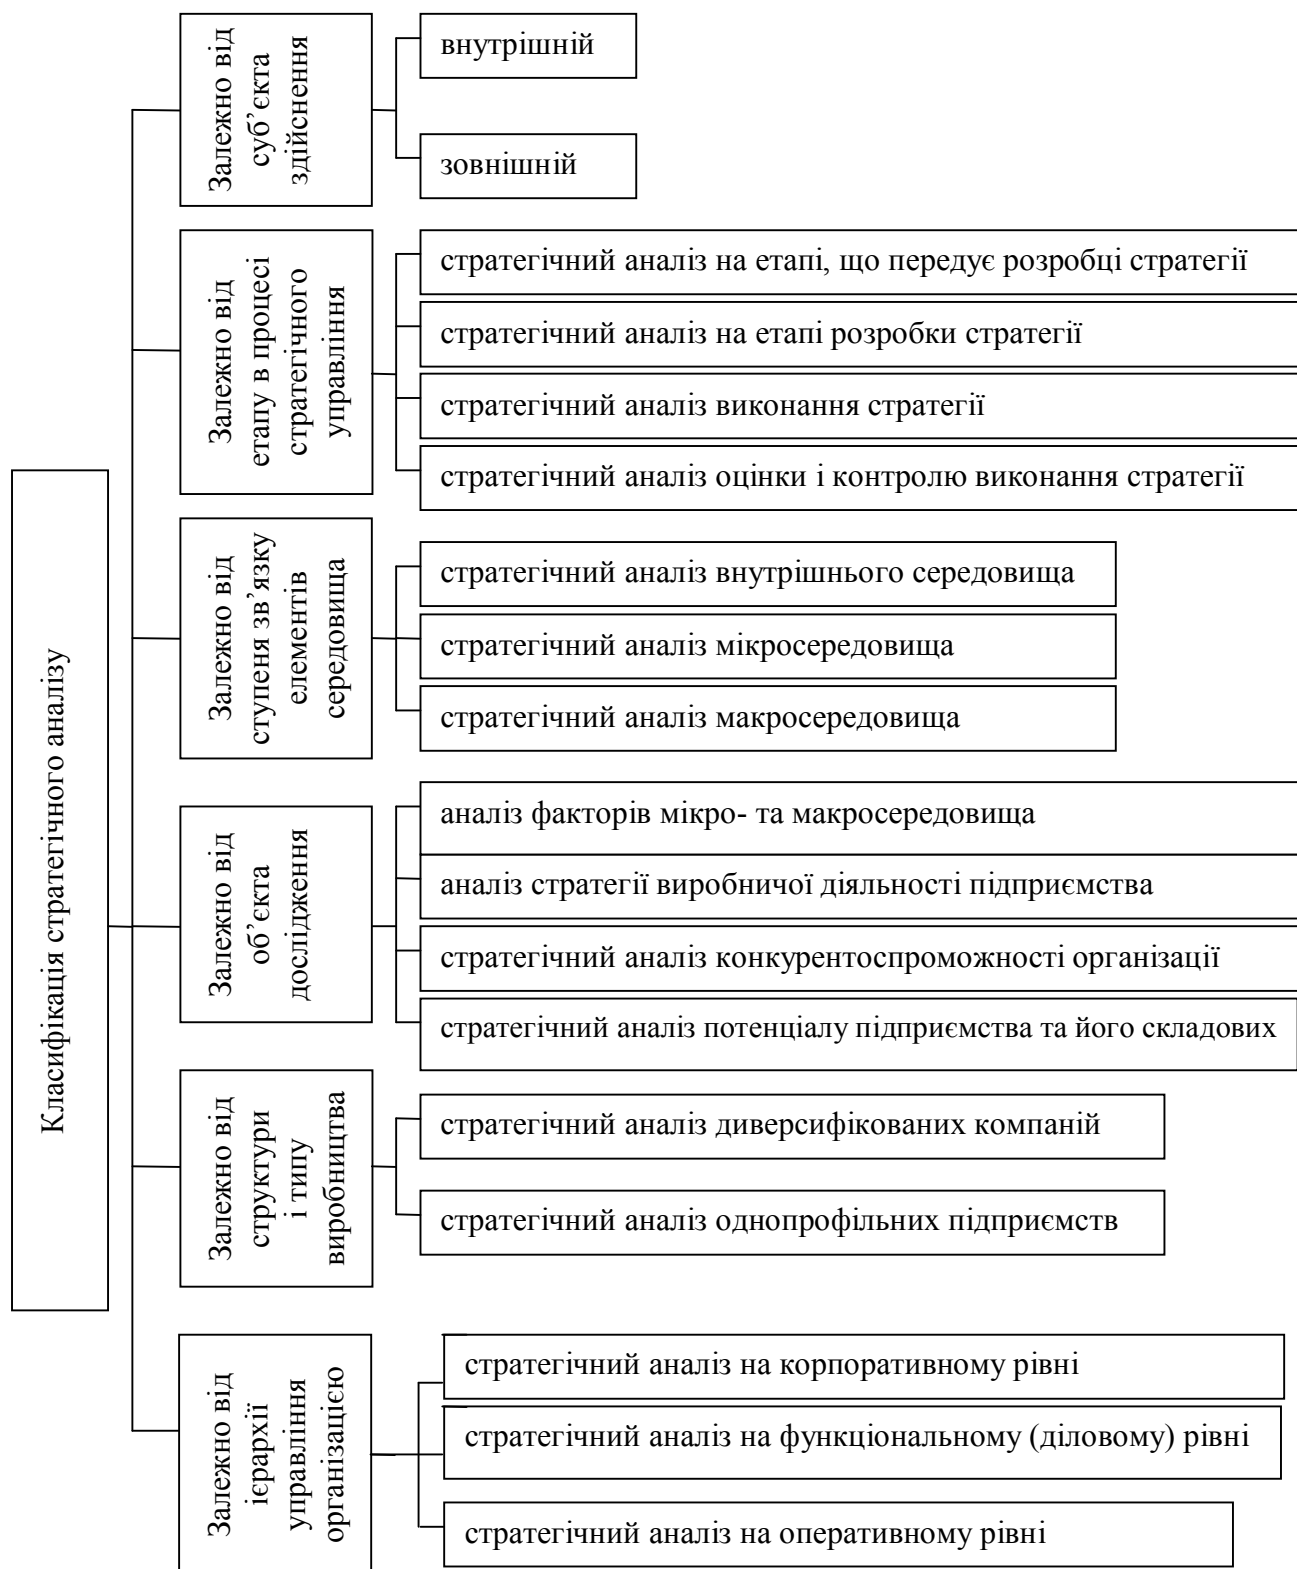 Класифікація стратегічного аналізу
Залежно від
суб’єкта
здійснення
внутрішній
зовнішній
Залежно від
етапу в процесі
стратегічного
управління
стратегічний аналіз на етапі, що передує розробці стратегії
стратегічний аналіз на етапі розробки стратегії
стратегічний аналіз виконання стратегії
стратегічний аналіз оцінки і контролю виконання стратегії
Залежно від
ступеня зв’язку
елементів
середовища
стратегічний аналіз внутрішнього середовища
стратегічний аналіз мікросередовища
стратегічний аналіз макросередовища
Залежно від
об’єкта
дослідження
аналіз факторів мікро- та макросередовища
аналіз стратегії виробничої діяльності підприємства
стратегічний аналіз конкурентоспроможності організації
стратегічний аналіз потенціалу підприємства та його складових
Залежно від
структури
і типу
виробництва
стратегічний аналіз диверсифікованих компаній
стратегічний аналіз однопрофільних підприємств
Залежно від
ієрархії
управління
організацією
стратегічний аналіз на корпоративному рівні
стратегічний аналіз на функціональному (діловому) рівні
стратегічний аналіз на оперативному рівні